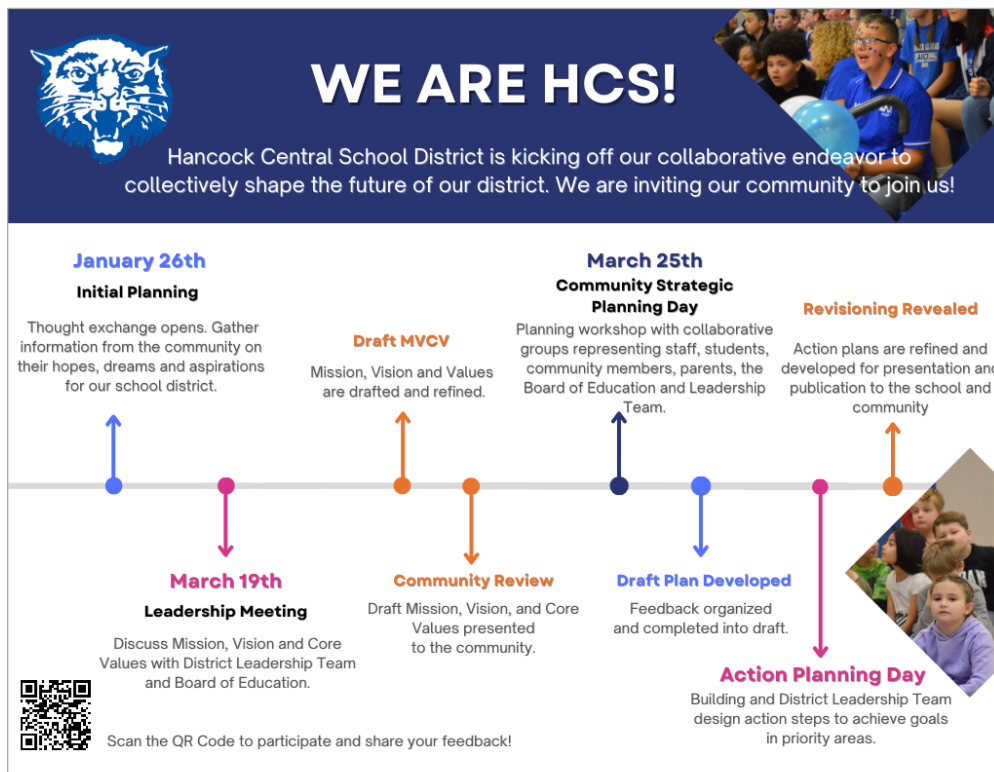 WE ARE HCS!
Hancock Central School District is kicking off our collaborative endeavor to
collectively shape the future of our district. We are inviting our community to join us!
January 26th
Initial Planning
Thought exchange opens. Gather
information from the community on
their hopes, dreams and aspirations
for our school district.
Draft MVCV
Mission, Vision and Values
are drafted and refined.
March 25th
Community Strategic
Planning Day
Planning workshop with collaborative
groups representing staff, students,
community members, parents, the
Board of Education and Leadership
Team.
Revisioning Revealed
Action plans are refined and
developed for presentation and
publication to the school and
community
March 19th
Leadership Meeting
Discuss Mission, Vision and Core
Values with District Leadership Team
and Board of Education.
Community Review
Draft Mission, Vision, and Core
Values presented
to the community.
Draft Plan Developed
Feedback organized
and completed into draft.
Action Planning Day
Building and District Leadership Team
design action steps to achieve goals
in priority areas.
Scan the QR Code to participate and share your feedback!